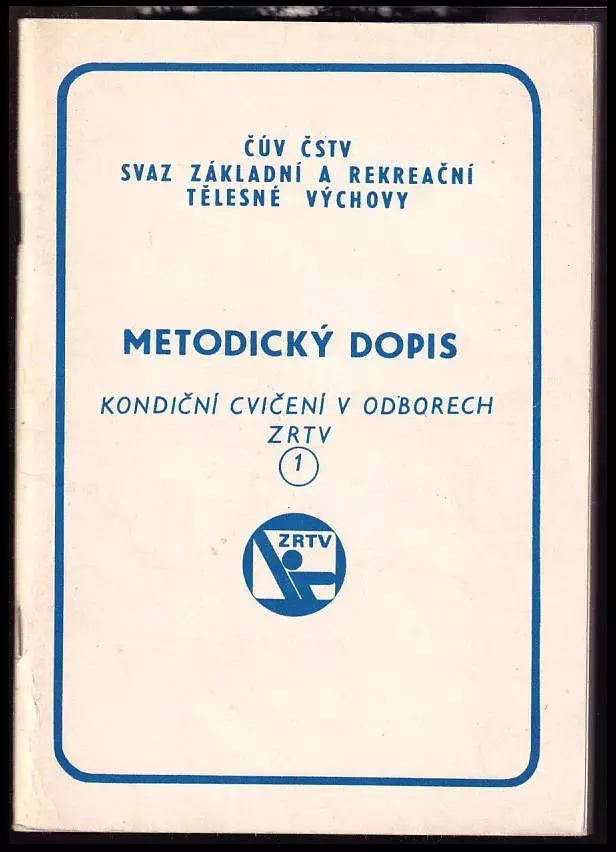 ČÚV ČSTV
SVAZ ZÁKLADNÍ A REKREAČNÍ
TĚLESNÉ VÝCHOVY
METODICKÝ DOPIS
KONDIČNÍ CVIČENÍ V ODBORECH
ZRTV
1
ZRTV